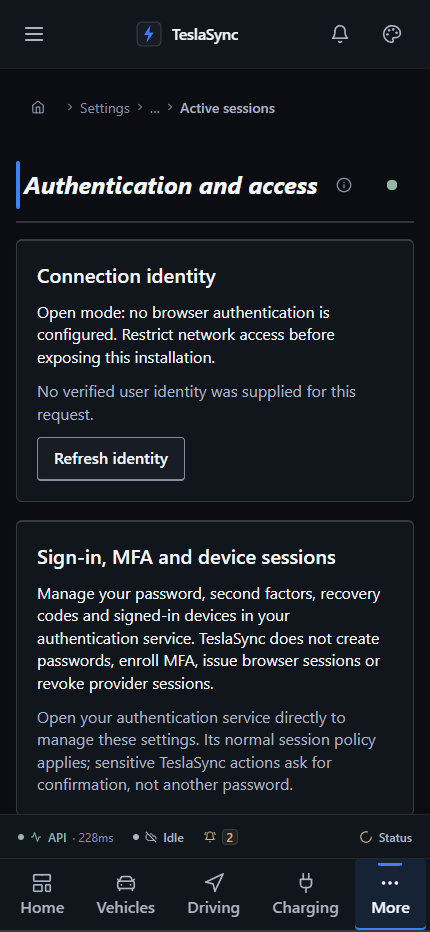 TeslaSync
Settings
...
Active sessions
Authentication and access
Connection identity
Open mode: no browser authentication is
configured. Restrict network access before
exposing this installation.
No verified user identity was supplied for this
request.
Refresh identity
Sign-in, MFA and device sessions
Manage your password, second factors, recovery
codes and signed-in devices in your
authentication service. TeslaSync does not create
passwords, enroll MFA, issue browser sessions or
revoke provider sessions.
Open your authentication service directly to
manage these settings. Its normal session policy
applies; sensitive TeslaSync actions ask for
confirmation, not another password.
API · 228ms
Idle
2
Status
Home
Vehicles
Driving
Charging
More